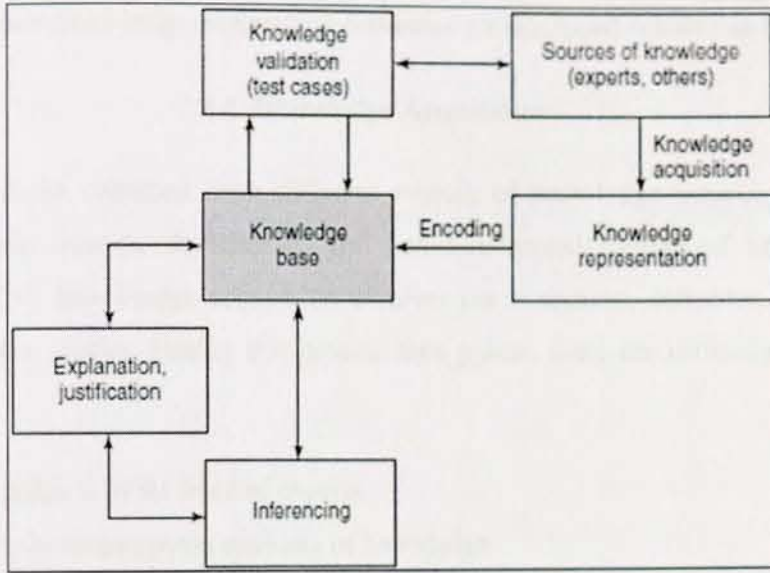 Knowledge
validation
(test cases)
Sources of knowledge
(experts, others)
Knowledge
acquisition
Knowledge
base
Encoding
Knowledge
representation
Explanation,
justification
Inferencing